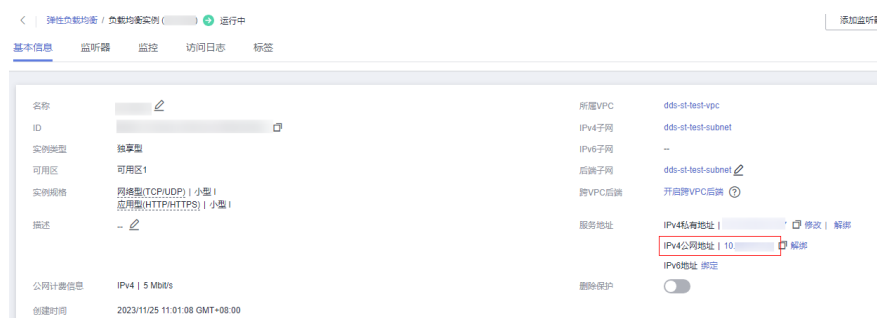 弹性负载均衡 / 负载均衡实例 ( ) 运行中
添加监听
基本信息 监听器 监控 访问日志 标签
名称
所属VPC dds-st-test-vpc
ID
IPv4子网 dds-st-test-subnet
实例类型 独享型
IPv6子网 --
可用区 可用区1
后端子网 dds-st-test-subnet
实例规格 网络型(TCP/UDP) | 小型 I
应用型(HTTP/HTTPS) | 小型 I
跨VPC后端 开启跨VPC后端
描述 --
服务地址 IPv4私有地址 | 修改 | 解绑
IPv4公网地址 | 10. 解绑
IPv6地址 绑定
公网计费信息 IPv4 | 5 Mbit/s
删除保护
创建时间 2023/11/25 11:01:08 GMT+08:00